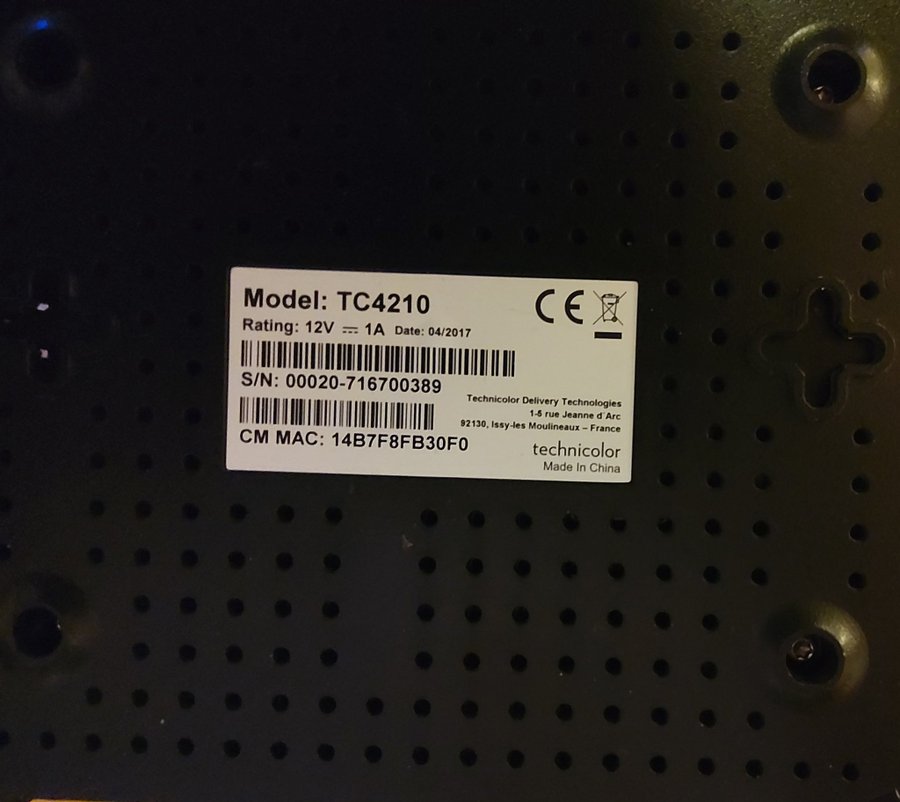 Model: TC4210
Rating: 12V ⎓ 1A Date: 04/2017
S/N: 00020-716700389
CM MAC: 14B7F8FB30F0
CE
Technicolor Delivery Technologies
1-5 rue Jeanne d'Arc
92130, Issy-les Moulineaux – France
technicolor
Made In China